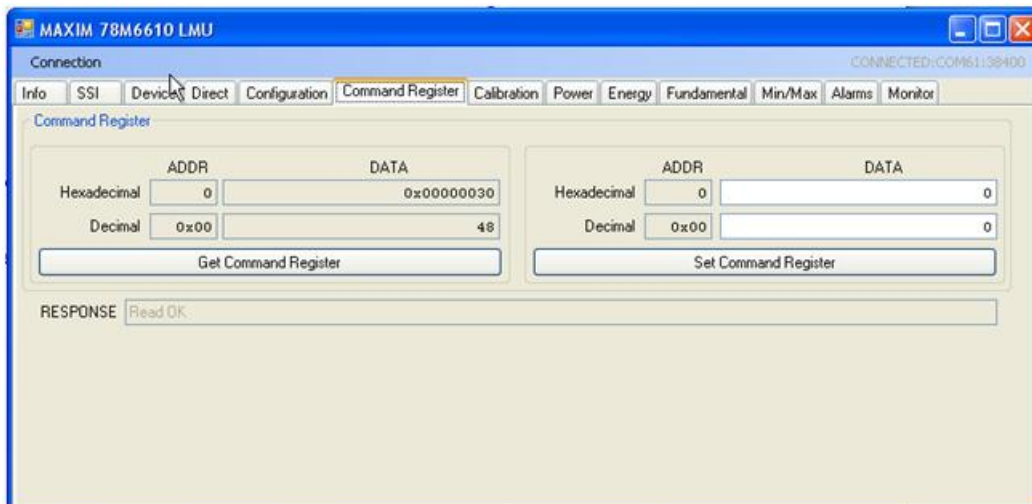 MAXIM 78M6610 LMU
Connection CONNECTED:COM61:38400
Info SSI Devices Direct Configuration Command Register Calibration Power Energy Fundamental Min/Max Alarms Monitor
Command Register
ADDR DATA ADDR DATA
Hexadecimal 0 0x00000030 Hexadecimal 0 0
Decimal 0x00 48 Decimal 0x00 0
Get Command Register Set Command Register
RESPONSE Read OK